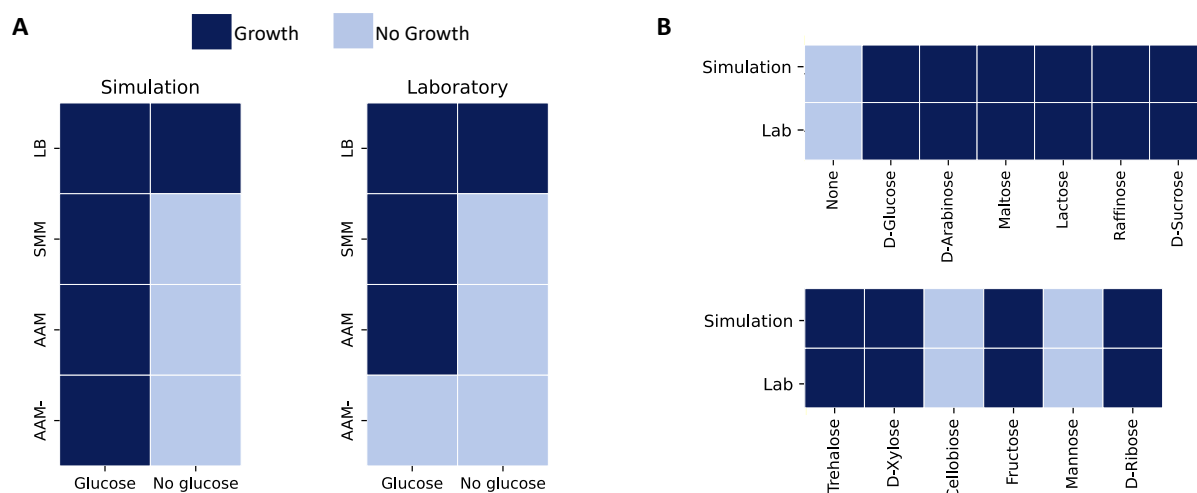 A
Growth
No Growth
Simulation
Laboratory
LB
SMM
AAM
AAM-
LB
SMM
AAM
AAM-
Glucose
No glucose
Glucose
No glucose
B
Simulation
Lab
None
D-Glucose
D-Arabinose
Maltose
Lactose
Raffinose
D-Sucrose
Simulation
Lab
Trehalose
D-Xylose
Cellobiose
Fructose
Mannose
D-Ribose